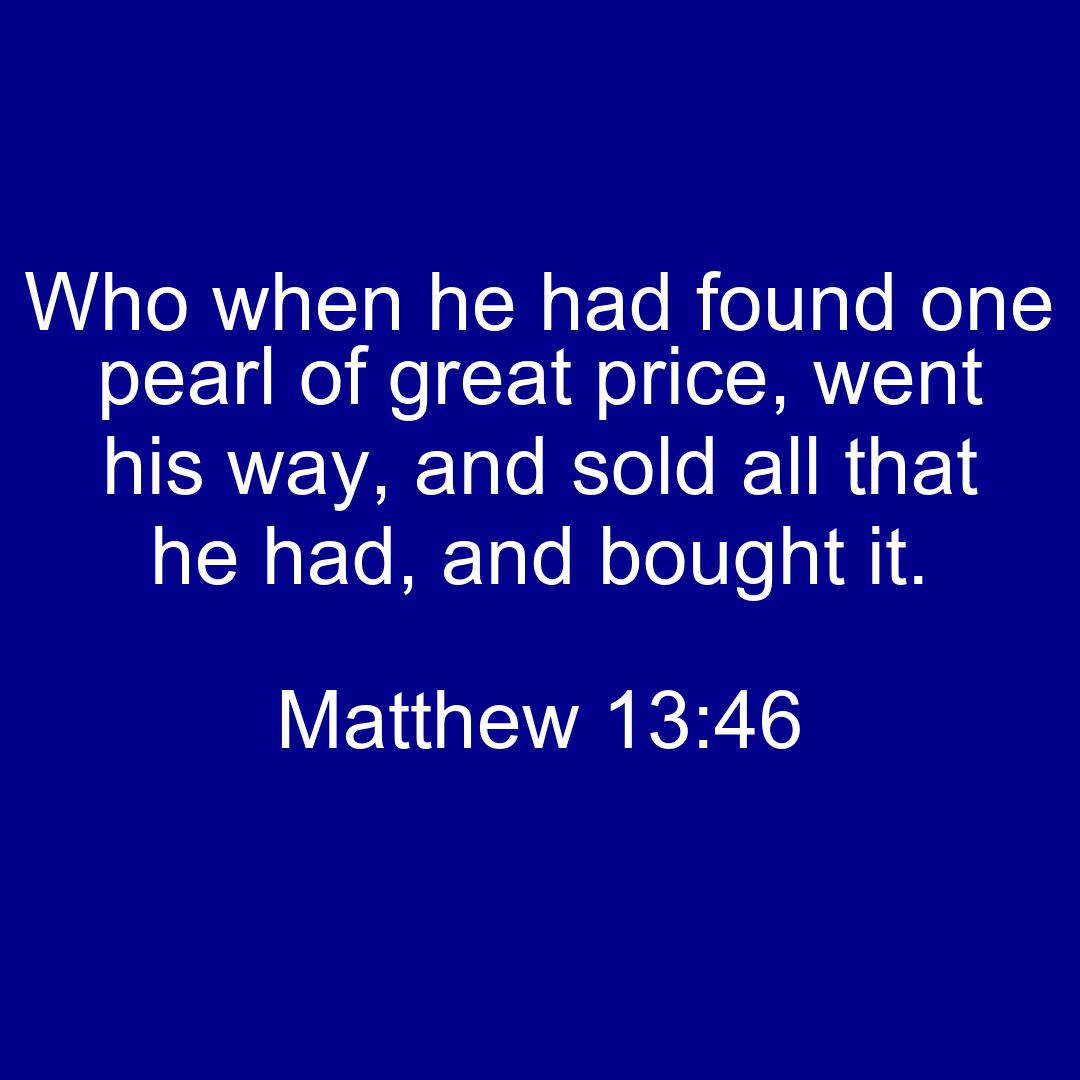 Who when he had found one
pearl of great price, went
his way, and sold all that
he had, and bought it.
Matthew 13:46